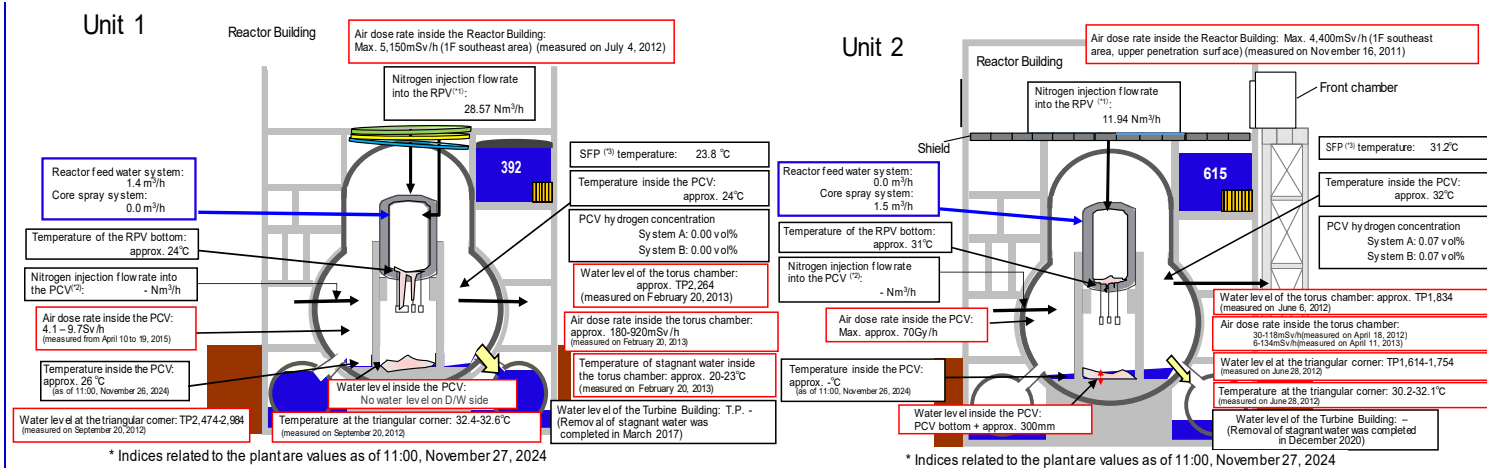 Unit 1
Reactor Building
Air dose rate inside the Reactor Building:
Max. 5,150mSv/h (1F southeast area) (measured on July 4, 2012)
Nitrogen injection flow rate
into the RPV(*1):
28.57 Nm3/h
392
Reactor feed water system:
1.4 m3/h
Core spray system:
0.0 m3/h
Temperature of the RPV bottom:
approx. 24°C
Nitrogen injection flow rate into
the PCV(*2): - Nm3/h
Air dose rate inside the PCV:
4.1 – 9.7Sv/h
(measured from April 10 to 19, 2015)
Temperature inside the PCV:
approx. 26°C
(as of 11:00, November 26, 2024)
Water level at the triangular corner: TP2,474-2,984
(measured on September 20, 2012)
SFP (*3) temperature: 23.8 °C
Temperature inside the PCV:
approx. 24°C
PCV hydrogen concentration
System A: 0.00 vol%
System B: 0.00 vol%
Water level of the torus chamber:
approx. TP2,264
(measured on February 20, 2013)
Air dose rate inside the torus chamber:
approx. 180-920mSv/h
(measured on February 20, 2013)
Temperature of stagnant water inside
the torus chamber: approx. 20-23°C
(measured on February 20, 2013)
Water level inside the PCV:
No water level on D/W side
Temperature at the triangular corner: 32.4-32.6°C
(measured on September 20, 2012)
Water level of the Turbine Building: T.P. -
(Removal of stagnant water was
completed in March 2017)
* Indices related to the plant are values as of 11:00, November 27, 2024
Unit 2
Reactor Building
Air dose rate inside the Reactor Building: Max. 4,400mSv/h (1F southeast
area, upper penetration surface) (measured on November 16, 2011)
Nitrogen injection flow rate
into the RPV (*1):
11.94 Nm3/h
Front chamber
Shield
615
Reactor feed water system:
0.0 m3/h
Core spray system:
1.5 m3/h
Temperature of the RPV bottom:
approx. 31°C
Nitrogen injection flow rate
into the PCV (*2):
- Nm3/h
Air dose rate inside the PCV:
Max. approx. 70Gy/h
Temperature inside the PCV:
approx. -°C
(as of 11:00, November 26, 2024)
Water level inside the PCV:
PCV bottom + approx. 300mm
SFP (*3) temperature: 31.2°C
Temperature inside the PCV:
approx. 32°C
PCV hydrogen concentration
System A: 0.07 vol%
System B: 0.07 vol%
Water level of the torus chamber: approx. TP1,834
(measured on June 6, 2012)
Air dose rate inside the torus chamber:
30-118mSv/h(measured on April 18, 2012)
6-134mSv/h(measured on April 11, 2013)
Water level at the triangular corner: TP1,614-1,754
(measured on June 28, 2012)
Temperature at the triangular corner: 30.2-32.1°C
(measured on June 28, 2012)
Water level of the Turbine Building: –
(Removal of stagnant water was completed
in December 2020)
* Indices related to the plant are values as of 11:00, November 27, 2024